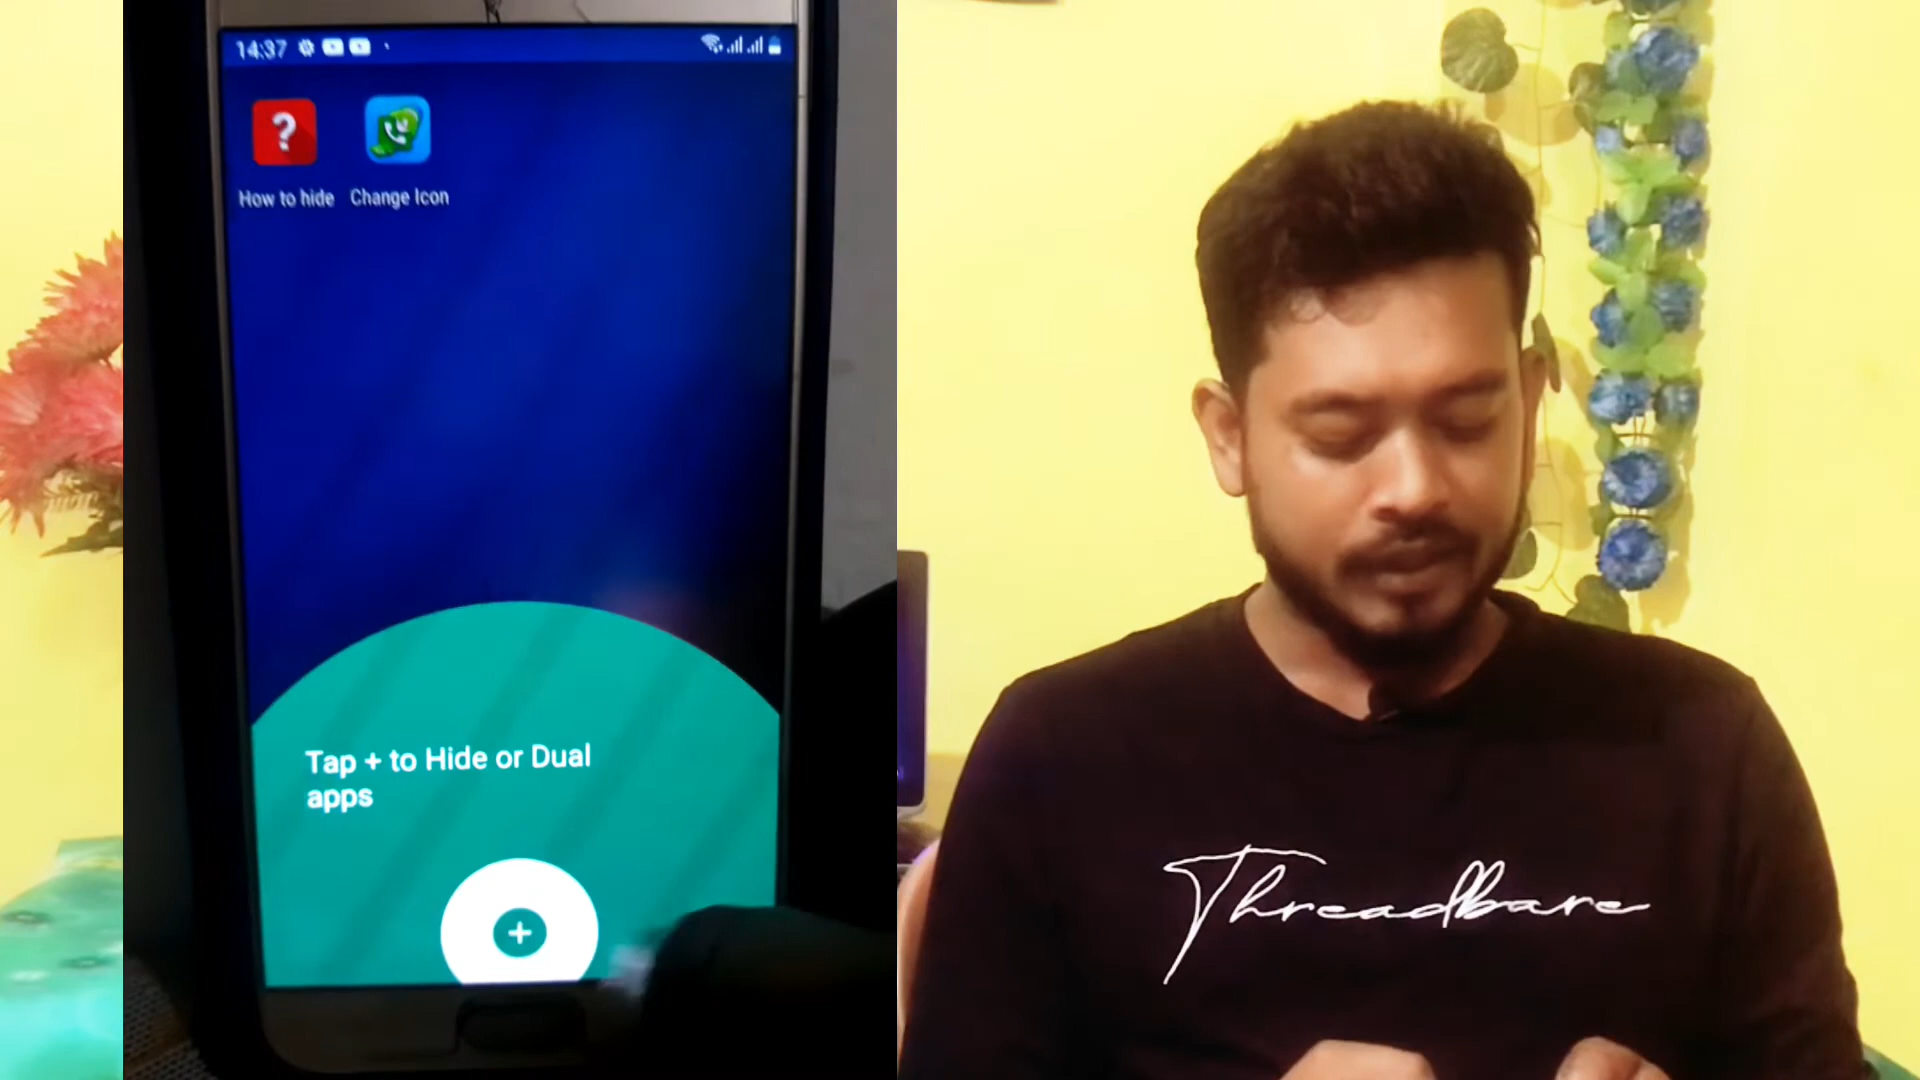 14:37
How to hide Change Icon
Tap + to Hide or Dual
apps
Threadbare